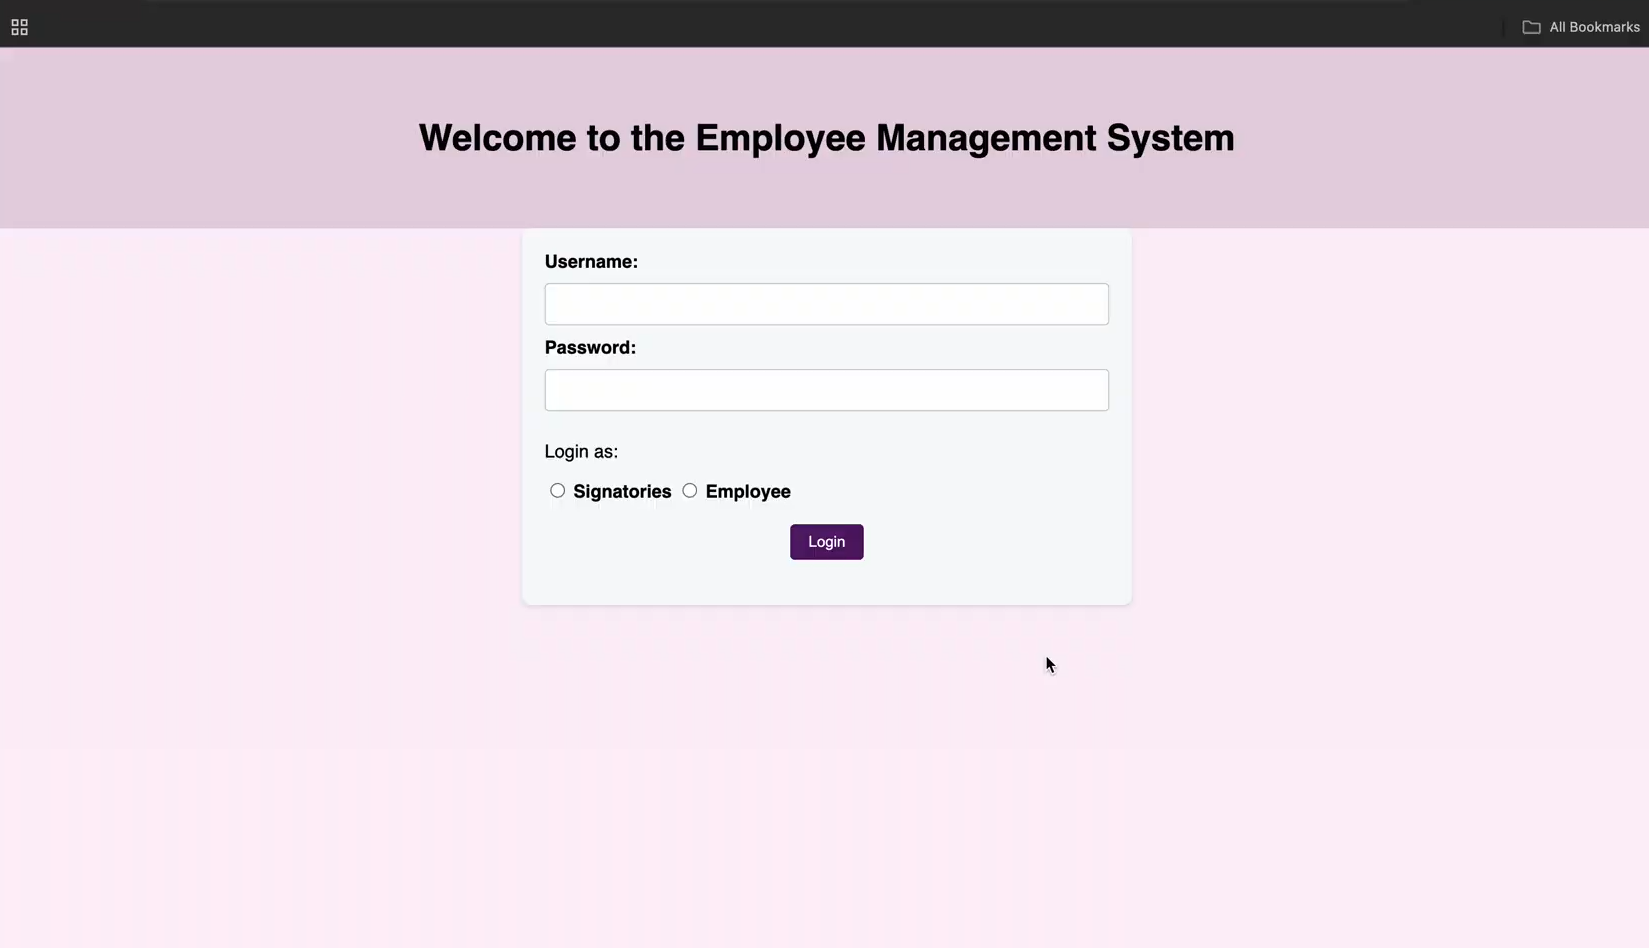 All Bookmarks
Welcome to the Employee Management System
Username:
Password:
Login as:
Signatories Employee
Login